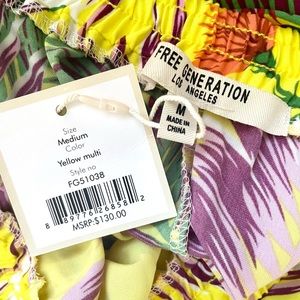 FREE GENERATION
LOS ANGELES
M
MADE IN
CHINA
Size
Medium
Color
Yellow multi
Style no
FG51038
8 89776 26858 2
MSRP: $130.00